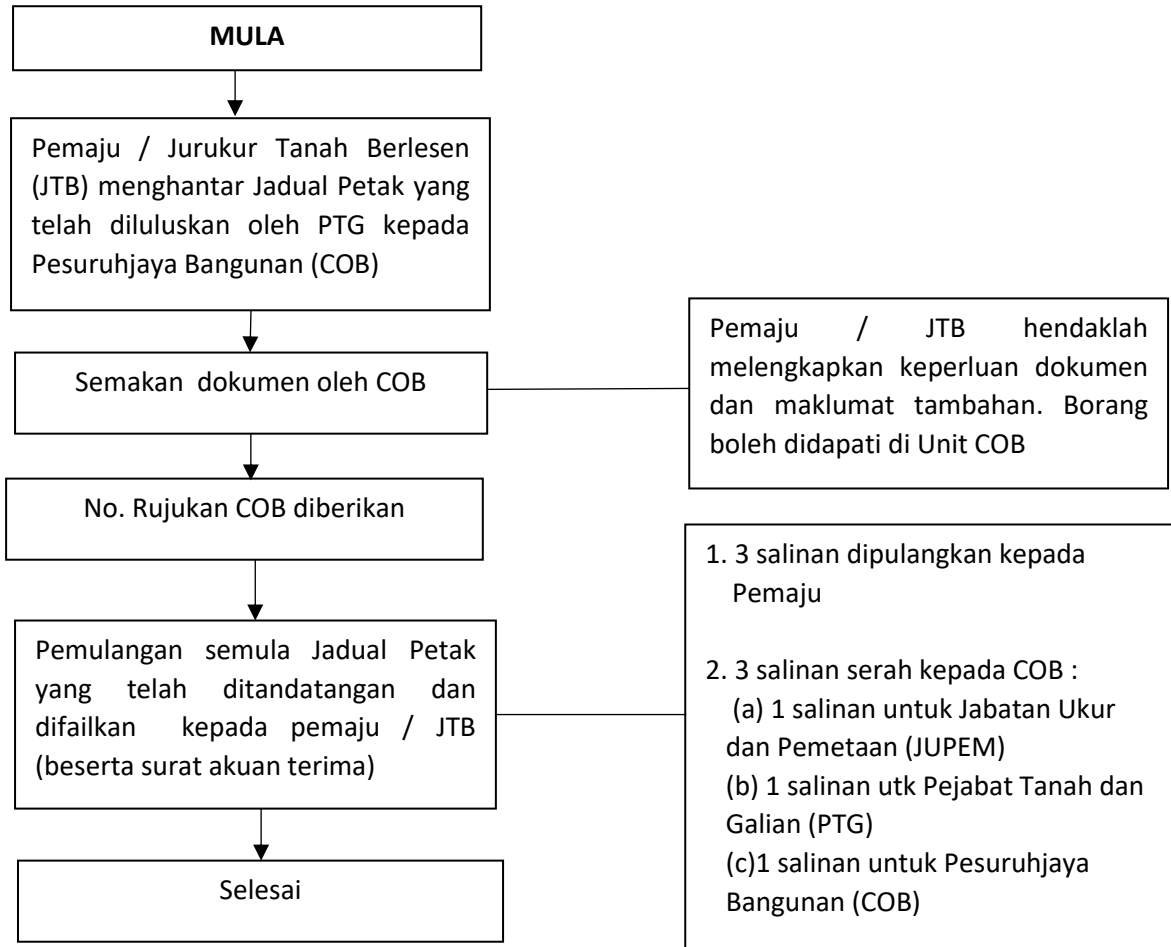 MULA
Pemaju / Jurukur Tanah Berlesen
(JTB) menghantar Jadual Petak yang
telah diluluskan oleh PTG kepada
Pesuruhjaya Bangunan (COB)
Semakan dokumen oleh COB
Pemaju / JTB hendaklah
melengkapkan keperluan dokumen
dan maklumat tambahan. Borang
boleh didapati di Unit COB
No. Rujukan COB diberikan
Pemulangan semula Jadual Petak
yang telah ditandatangan dan
difailkan kepada pemaju / JTB
(beserta surat akuan terima)
1. 3 salinan dipulangkan kepada
Pemaju
2. 3 salinan serah kepada COB :
(a) 1 salinan untuk Jabatan Ukur
dan Pemetaan (JUPEM)
(b) 1 salinan utk Pejabat Tanah dan
Galian (PTG)
(c)1 salinan untuk Pesuruhjaya
Bangunan (COB)
Selesai